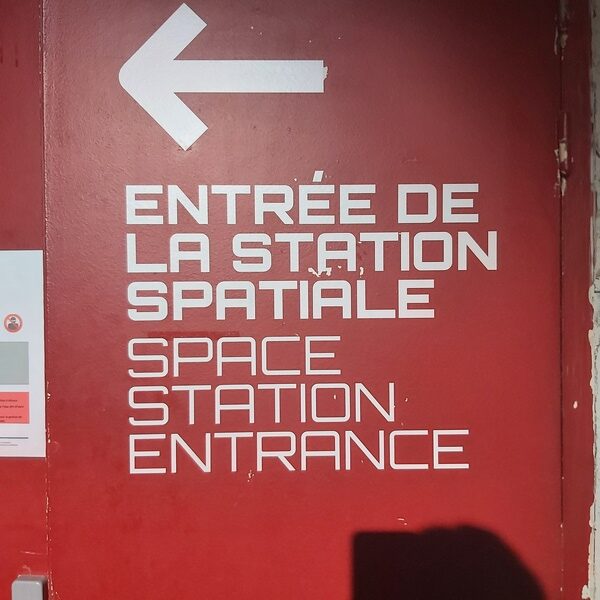 ENTRÉE DE
LA STATION
SPATIALE
SPACE
STATION
ENTRANCE